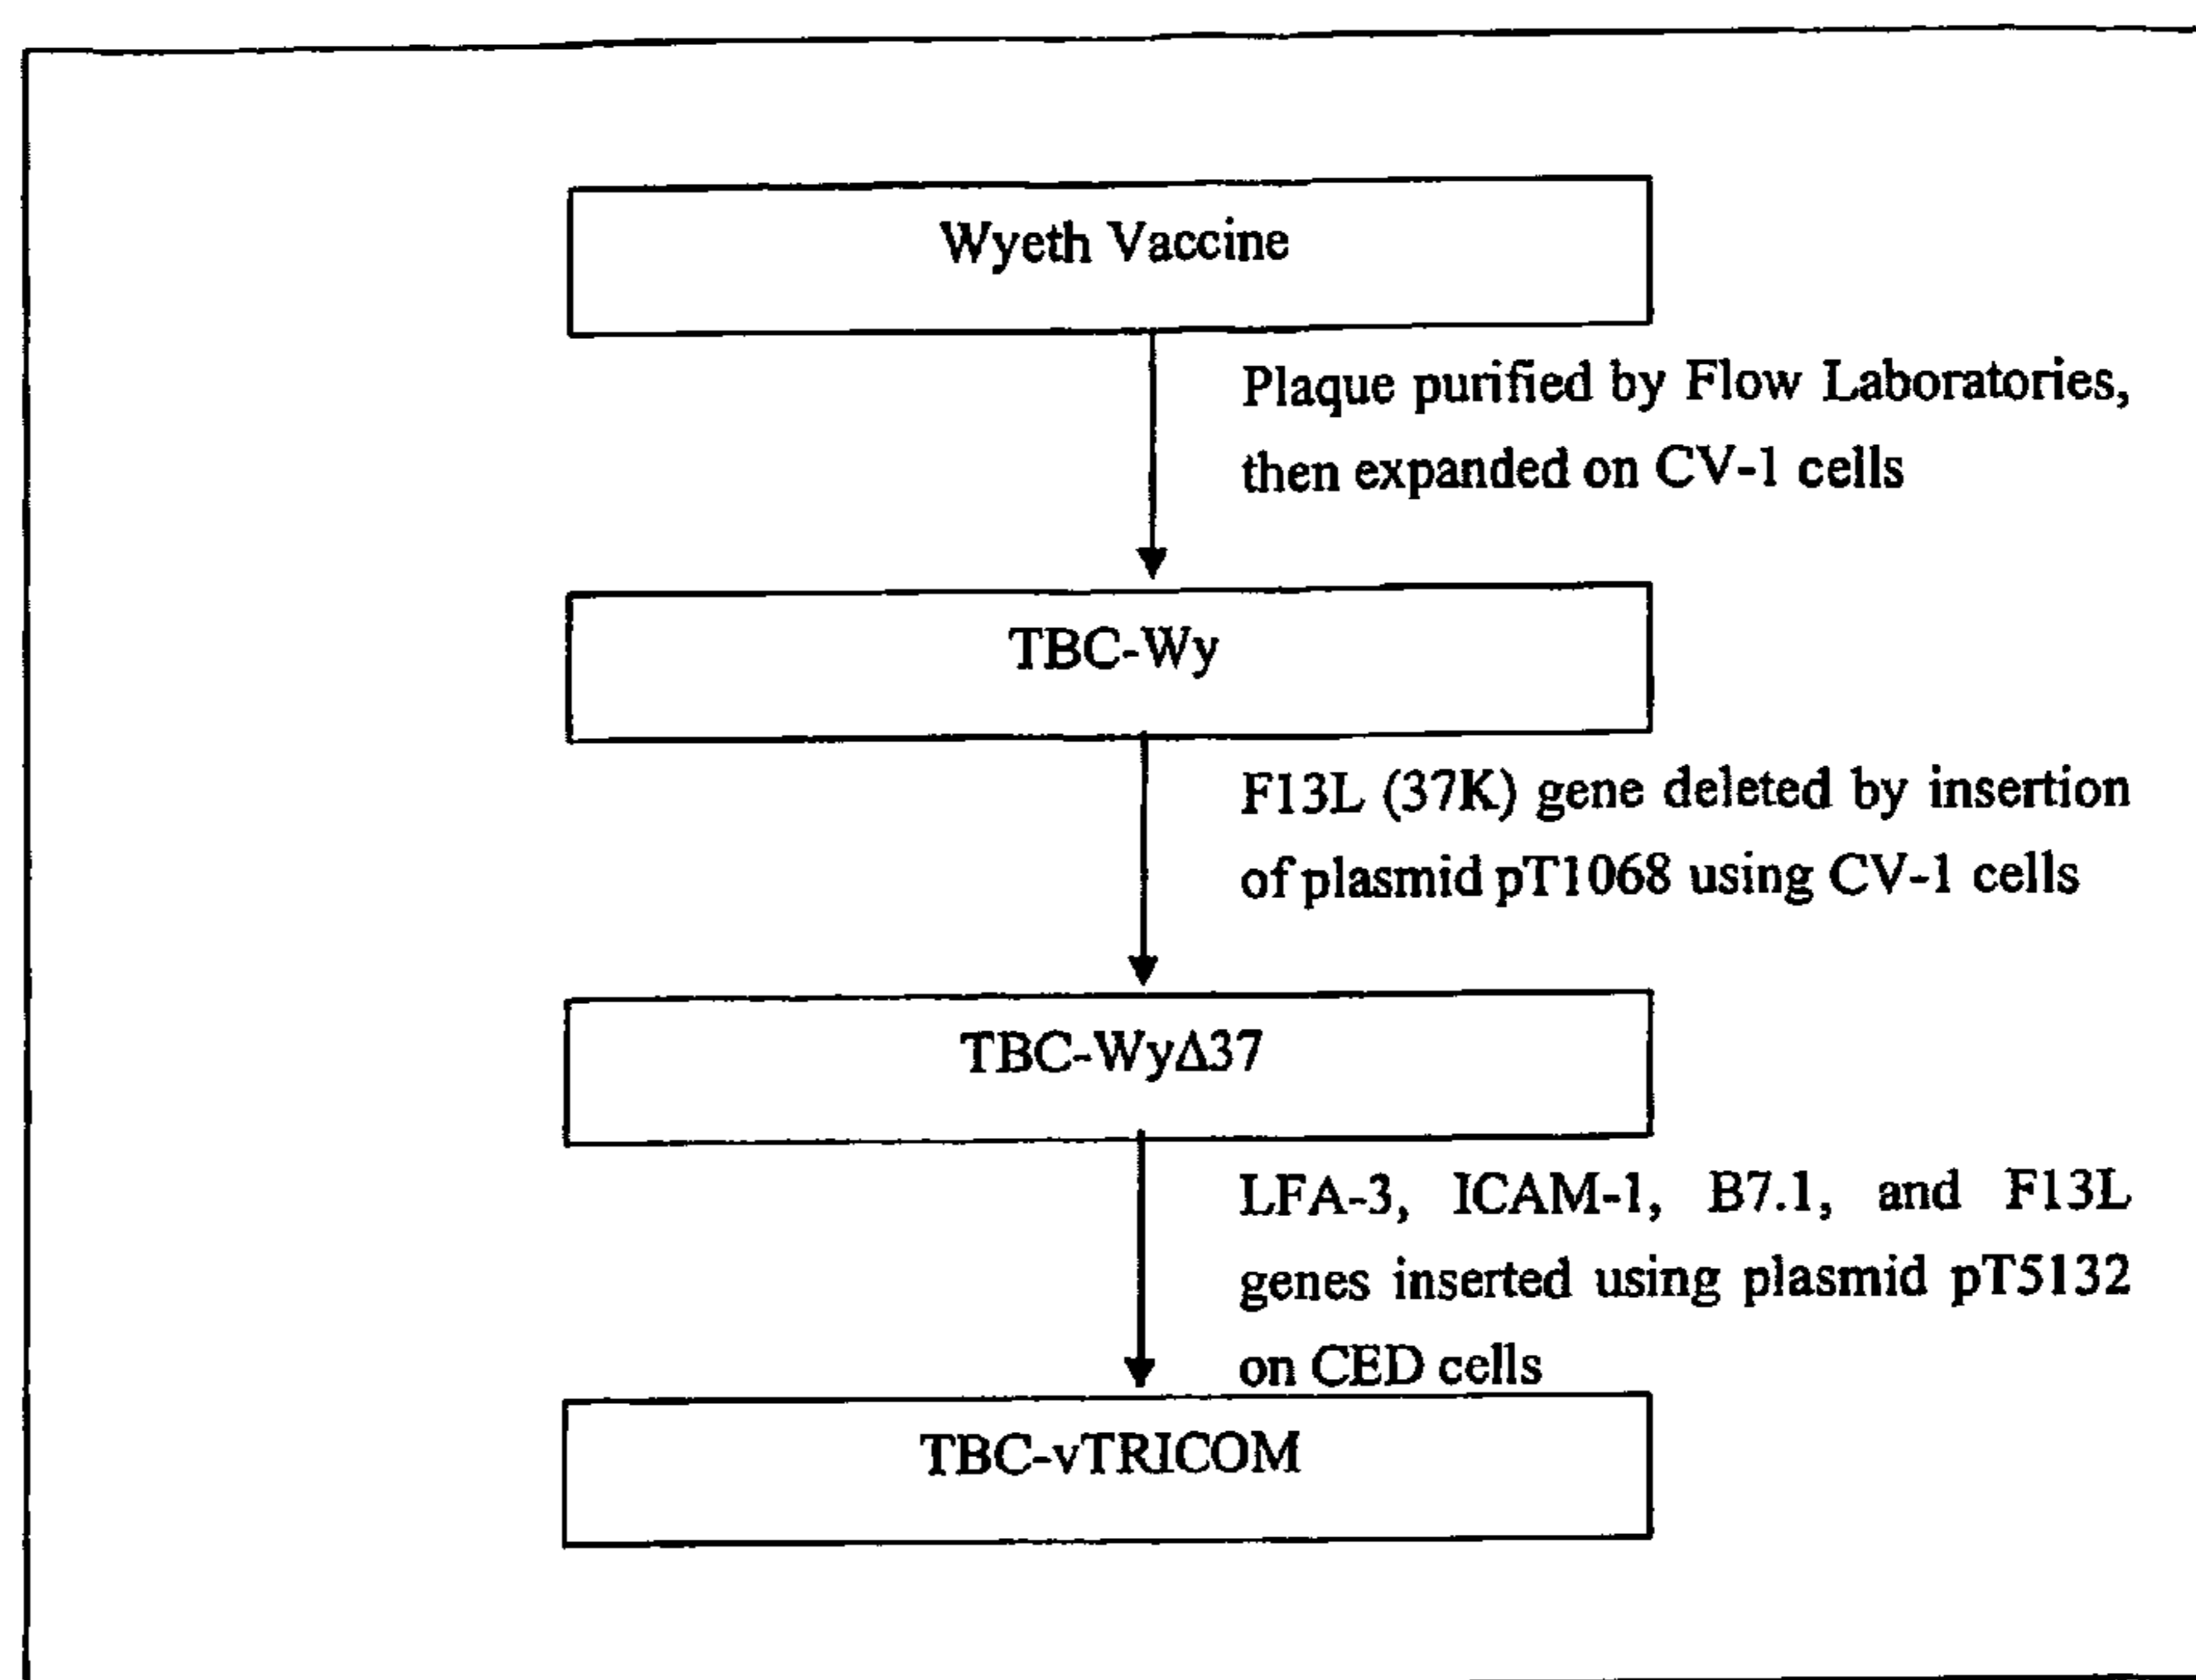 Wyeth Vaccine
Plaque purified by Flow Laboratories,
then expanded on CV-1 cells
TBC-Wy
F13L (37K) gene deleted by insertion
of plasmid pT1068 using CV-1 cells
TBC-WyΔ37
LFA-3, ICAM-1, B7.1, and F13L
genes inserted using plasmid pT5132
on CED cells
TBC-vTRICOM